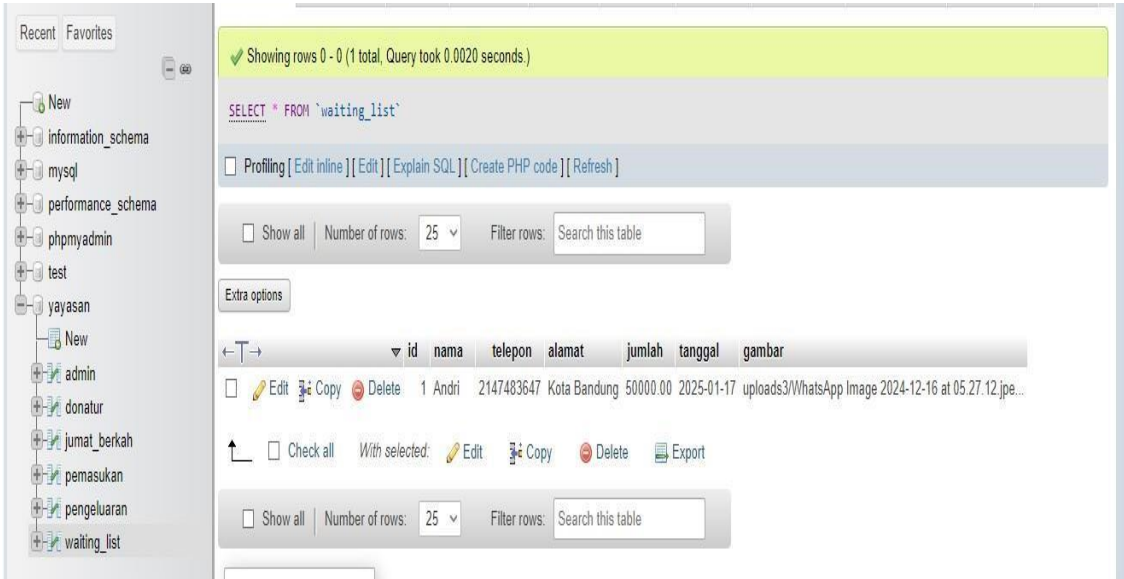 Recent Favorites
New
information_schema
mysql
performance_schema
phpmyadmin
test
yayasan
New
admin
donatur
jumat_berkah
pemasukan
pengeluaran
waiting_list
Showing rows 0 - 0 (1 total, Query took 0.0020 seconds.)
SELECT * FROM `waiting_list`
Profiling [ Edit inline ] [ Edit ] [ Explain SQL ] [ Create PHP code ] [ Refresh ]
Show all Number of rows: 25 Filter rows: Search this table
Extra options
←T→ id nama telepon alamat jumlah tanggal gambar
Edit Copy Delete 1 Andri 2147483647 Kota Bandung 50000.00 2025-01-17 uploads3/WhatsApp Image 2024-12-16 at 05.27.12.jpe...
Check all With selected: Edit Copy Delete Export
Show all Number of rows: 25 Filter rows: Search this table